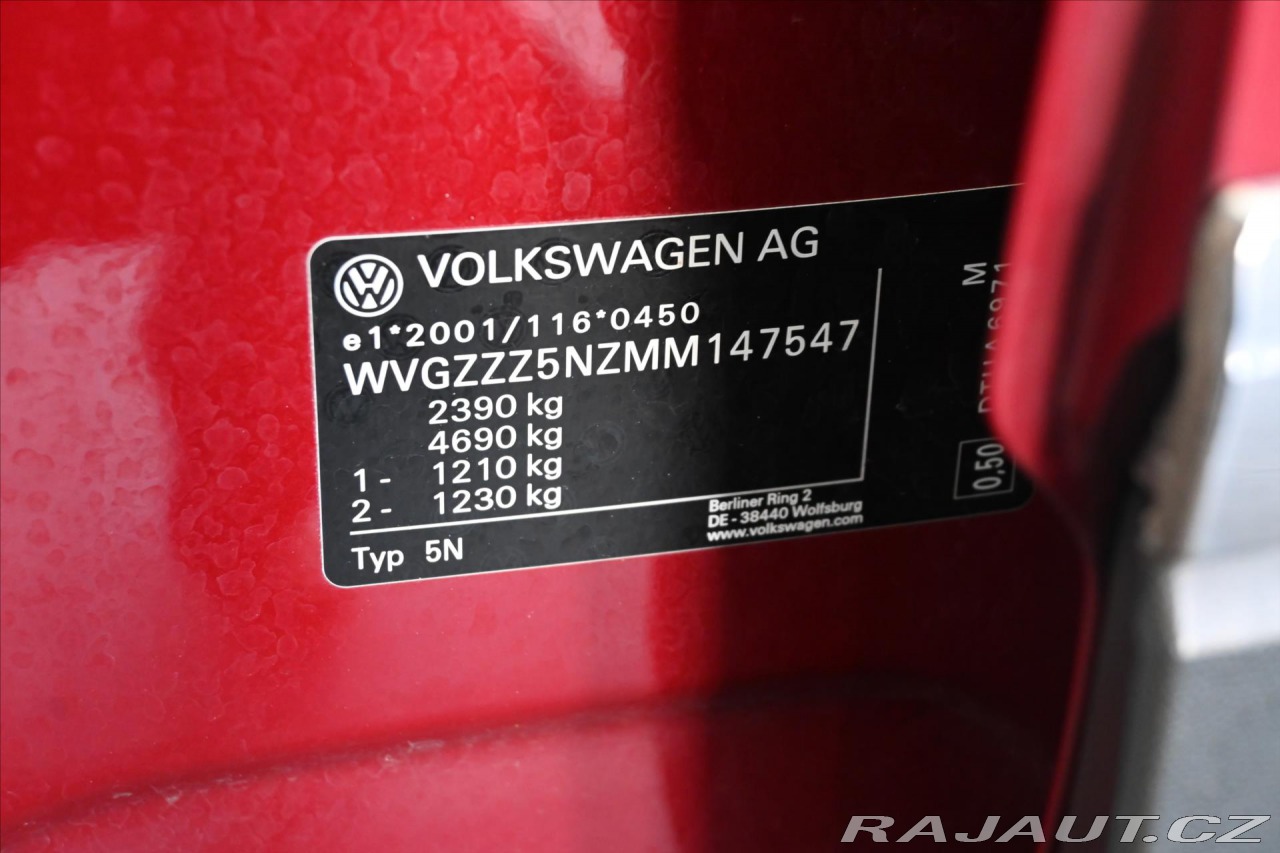 VOLKSWAGEN AG
e1*2001/116*0450
WVGZZZ5NZMM147547
2390 kg
4690 kg
1 - 1210 kg
2 - 1230 kg
Typ 5N
Berliner Ring 2
DE - 38440 Wolfsburg
www.volkswagen.com
M
0,50
RAJAUT.CZ